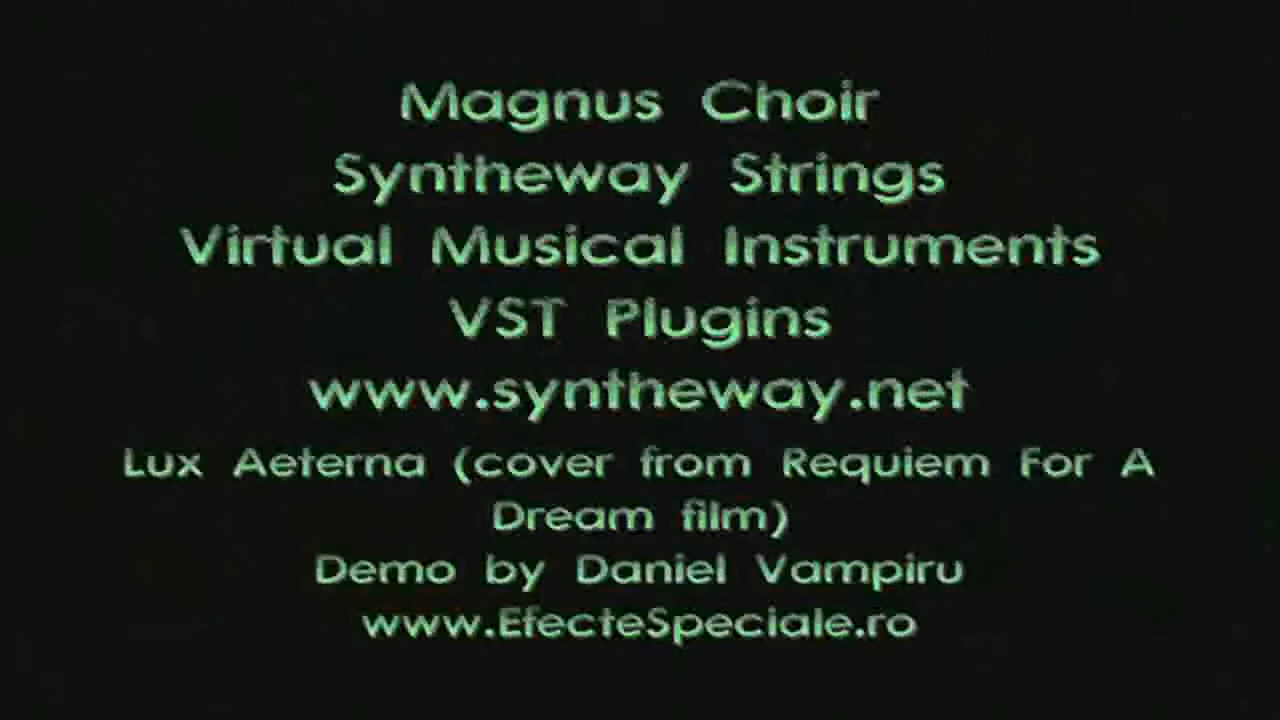 Magnus Choir
Syntheway Strings
Virtual Musical Instruments
VST Plugins
www.syntheway.net
Lux Aeterna (cover from Requiem For A
Dream film)
Demo by Daniel Vampiru
www.EfecteSpeciale.ro